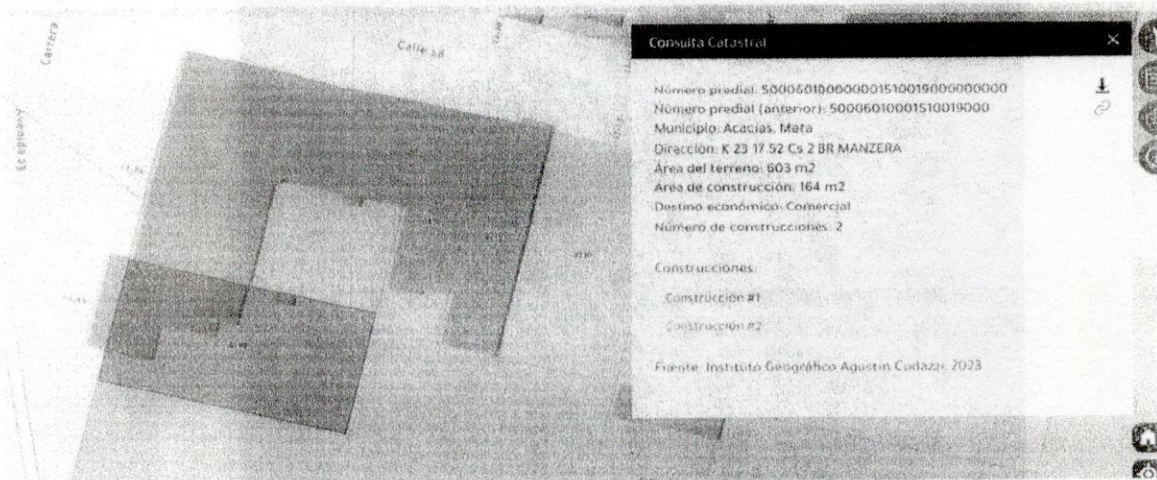 Carrera
Calle 18
Consulta Catastral
Número predial: 500060100000001510019000000000
Número predial (anterior): 50006010001510019000
Municipio: Acacías, Meta
Dirección: K 23 17 52 Cs 2 BR MANZERA
Área del terreno: 603 m2
Área de construcción: 164 m2
Destino económico: Comercial
Número de construcciones: 2
Construcciones:
Construcción #1
Construcción #2
Fuente: Instituto Geográfico Agustín Codazzi, 2023